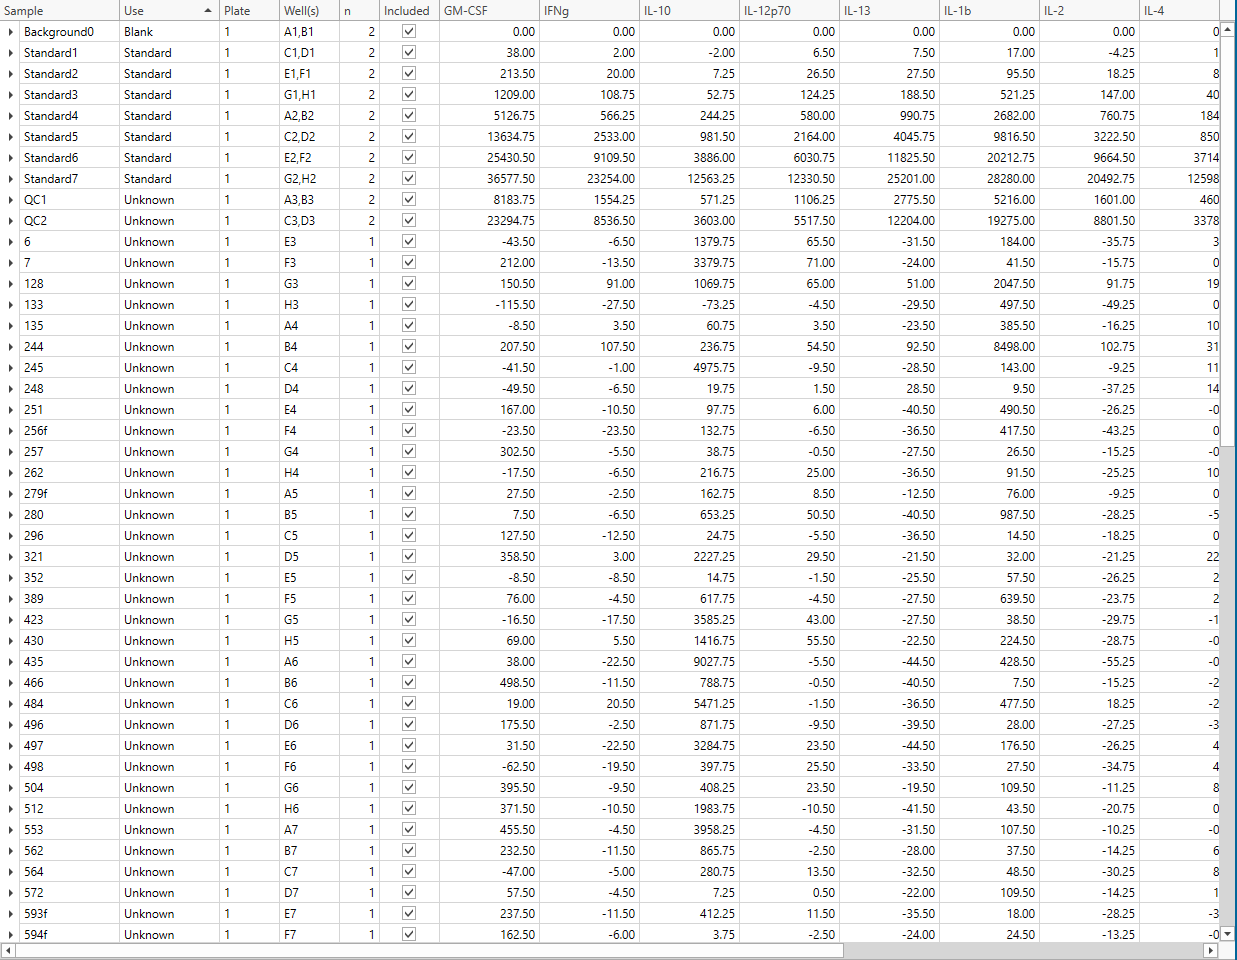 Sample Use Plate Well(s) n Included GM-CSF IFNg IL-10 IL-12p70 IL-13 IL-1b IL-2 IL-4
Background0 Blank 1 A1,B1 2 0.00 0.00 0.00 0.00 0.00 0.00 0.00 0
Standard1 Standard 1 C1,D1 2 38.00 2.00 -2.00 6.50 7.50 17.00 -4.25 1
Standard2 Standard 1 E1,F1 2 213.50 20.00 7.25 26.50 27.50 95.50 18.25 8
Standard3 Standard 1 G1,H1 2 1209.00 108.75 52.75 124.25 188.50 521.25 147.00 40
Standard4 Standard 1 A2,B2 2 5126.75 566.25 244.25 580.00 990.75 2682.00 760.75 184
Standard5 Standard 1 C2,D2 2 13634.75 2533.00 981.50 2164.00 4045.75 9816.50 3222.50 850
Standard6 Standard 1 E2,F2 2 25430.50 9109.50 3886.00 6030.75 11825.50 20212.75 9664.50 3714
Standard7 Standard 1 G2,H2 2 36577.50 23254.00 12563.25 12330.50 25201.00 28280.00 20492.75 12598
QC1 Unknown 1 A3,B3 2 8183.75 1554.25 571.25 1106.25 2775.50 5216.00 1601.00 460
QC2 Unknown 1 C3,D3 2 23294.75 8536.50 3603.00 5517.50 12204.00 19275.00 8801.50 3378
6 Unknown 1 E3 1 -43.50 -6.50 1379.75 65.50 -31.50 184.00 -35.75 3
7 Unknown 1 F3 1 212.00 -13.50 3379.75 71.00 -24.00 41.50 -15.75 0
128 Unknown 1 G3 1 150.50 91.00 1069.75 65.00 51.00 2047.50 91.75 19
133 Unknown 1 H3 1 -115.50 -27.50 -73.25 -4.50 -29.50 497.50 -49.25 0
135 Unknown 1 A4 1 -8.50 3.50 60.75 3.50 -23.50 385.50 -16.25 10
244 Unknown 1 B4 1 207.50 107.50 236.75 54.50 92.50 8498.00 102.75 31
245 Unknown 1 C4 1 -41.50 -1.00 4975.75 -9.50 -28.50 143.00 -9.25 11
248 Unknown 1 D4 1 -49.50 -6.50 19.75 1.50 28.50 9.50 -37.25 14
251 Unknown 1 E4 1 167.00 -10.50 97.75 6.00 -40.50 490.50 -26.25 -0
256f Unknown 1 F4 1 -23.50 -23.50 132.75 -6.50 -36.50 417.50 -43.25 0
257 Unknown 1 G4 1 302.50 -5.50 38.75 -0.50 -27.50 26.50 -15.25 -0
262 Unknown 1 H4 1 -17.50 -6.50 216.75 25.00 -36.50 91.50 -25.25 10
279f Unknown 1 A5 1 27.50 -2.50 162.75 8.50 -12.50 76.00 -9.25 0
280 Unknown 1 B5 1 7.50 -6.50 653.25 50.50 -40.50 987.50 -28.25 -5
296 Unknown 1 C5 1 127.50 -12.50 24.75 -5.50 -36.50 14.50 -18.25 0
321 Unknown 1 D5 1 358.50 3.00 2227.25 29.50 -21.50 32.00 -21.25 22
352 Unknown 1 E5 1 -8.50 -8.50 14.75 -1.50 -25.50 57.50 -26.25 2
389 Unknown 1 F5 1 76.00 -4.50 617.75 -4.50 -27.50 639.50 -23.75 2
423 Unknown 1 G5 1 -16.50 -17.50 3585.25 43.00 -27.50 38.50 -29.75 -1
430 Unknown 1 H5 1 69.00 5.50 1416.75 55.50 -22.50 224.50 -28.75 -0
435 Unknown 1 A6 1 38.00 -22.50 9027.75 -5.50 -44.50 428.50 -55.25 -0
466 Unknown 1 B6 1 498.50 -11.50 788.75 -0.50 -40.50 7.50 -15.25 -2
484 Unknown 1 C6 1 19.00 20.50 5471.25 -1.50 -36.50 477.50 18.25 -2
496 Unknown 1 D6 1 175.50 -2.50 871.75 -9.50 -39.50 28.00 -27.25 -3
497 Unknown 1 E6 1 31.50 -22.50 3284.75 23.50 -44.50 176.50 -26.25 4
498 Unknown 1 F6 1 -62.50 -19.50 397.75 25.50 -33.50 27.50 -34.75 4
504 Unknown 1 G6 1 395.50 -9.50 408.25 23.50 -19.50 109.50 -11.25 8
512 Unknown 1 H6 1 371.50 -10.50 1983.75 -10.50 -41.50 43.50 -20.75 0
553 Unknown 1 A7 1 455.50 -4.50 3958.25 -4.50 -31.50 107.50 -10.25 -0
562 Unknown 1 B7 1 232.50 -11.50 865.75 -2.50 -28.00 37.50 -14.25 6
564 Unknown 1 C7 1 -47.00 -5.00 280.75 13.50 -32.50 48.50 -30.25 8
572 Unknown 1 D7 1 57.50 -4.50 7.25 0.50 -22.00 109.50 -14.25 1
593f Unknown 1 E7 1 237.50 -11.50 412.25 11.50 -35.50 18.00 -28.25 -3
594f Unknown 1 F7 1 162.50 -6.00 3.75 -2.50 -24.00 24.50 -13.25 -0